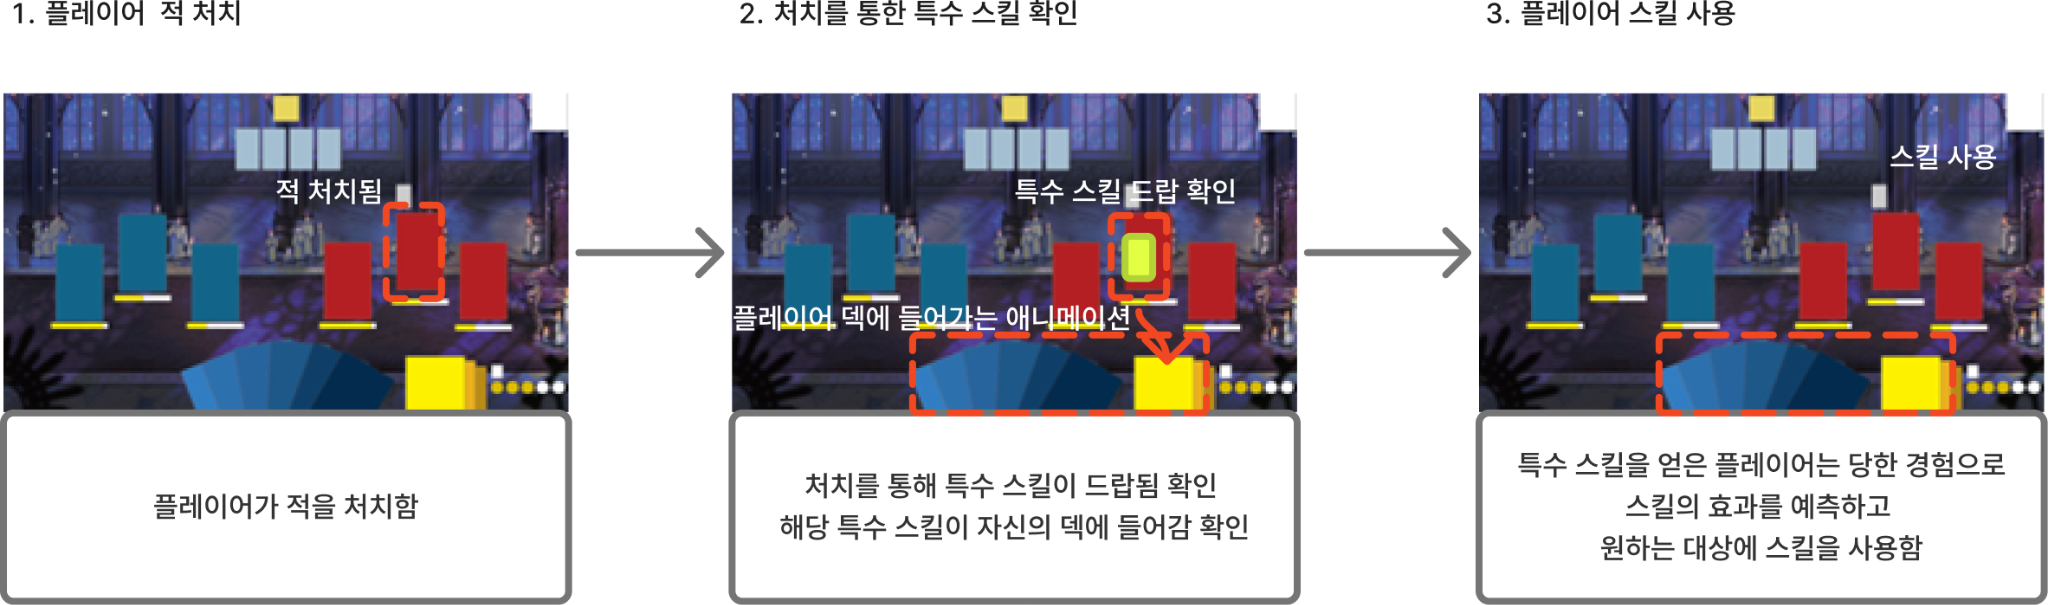 1. 플레이어 적 처치
2. 처치를 통한 특수 스킬 확인
3. 플레이어 스킬 사용
적 처치됨
특수 스킬 드랍 확인
플레이어 덱에 들어가는 애니메이션
스킬 사용
플레이어가 적을 처치함
처치를 통해 특수 스킬이 드랍됨 확인
해당 특수 스킬이 자신의 덱에 들어감 확인
특수 스킬을 얻은 플레이어는 당한 경험으로
스킬의 효과를 예측하고
원하는 대상에 스킬을 사용함